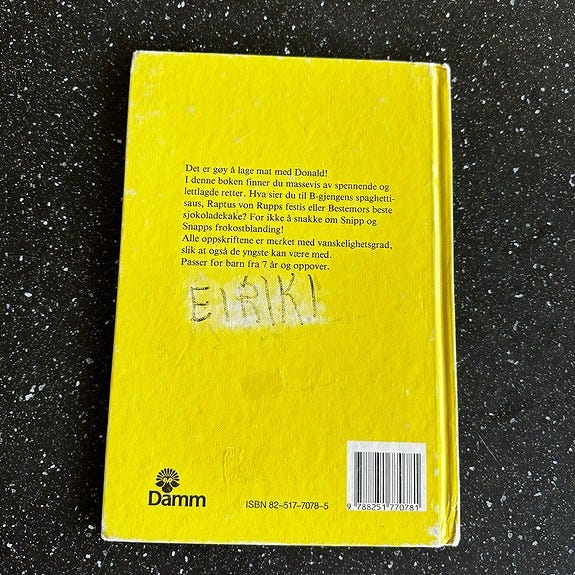 Det er gøy å lage mat med Donald!
I denne boken finner du massevis av spennende og
lettlagde retter. Hva sier du til B-gjengens spaghetti-
saus, Raptus von Rupps festis eller Bestemors beste
sjokoladekake? For ikke å snakke om Snipp og
Snapps frokostblanding!
Alle oppskriftene er merket med vanskelighetsgrad,
slik at også de yngste kan være med.
Passer for barn fra 7 år og oppover.
EIRIKI
Damm
ISBN 82-517-7078-5
9 788251 770781